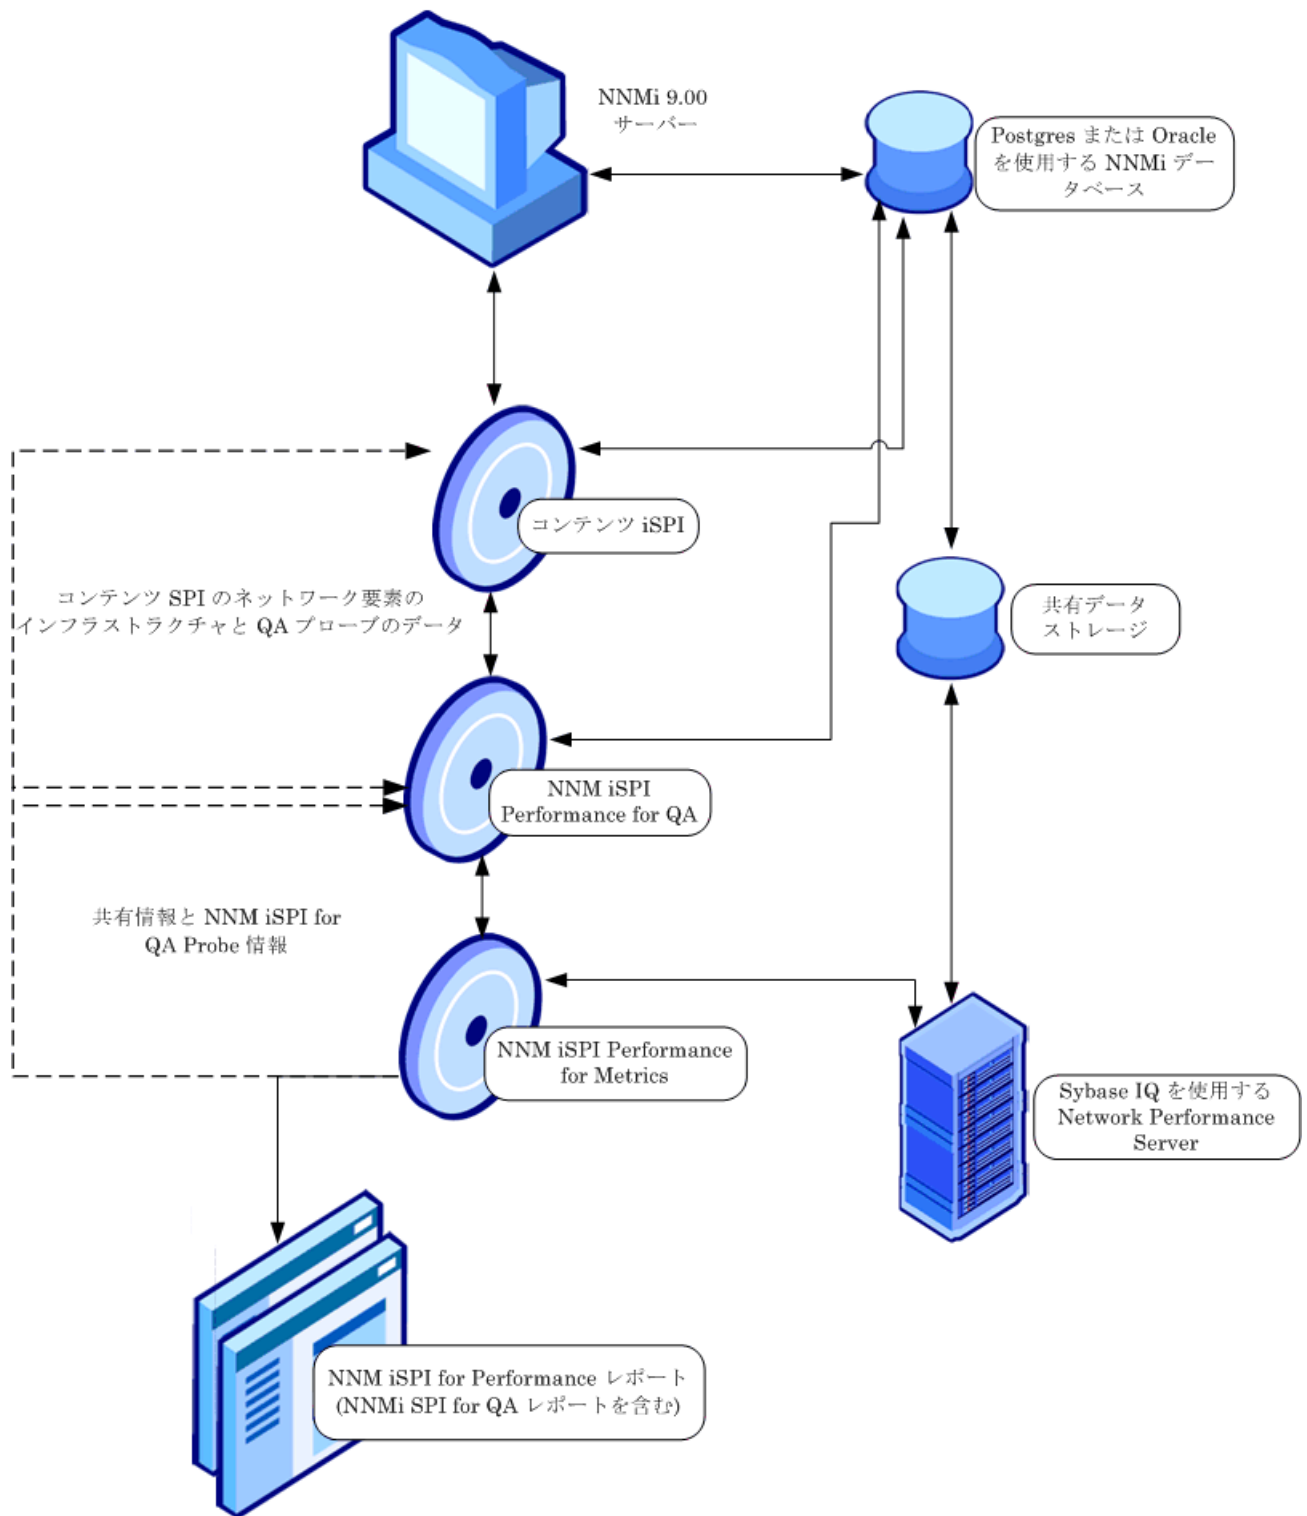 NNMi 9.00
サーバー
Postgres または Oracle
を使用する NNMi デー
タベース
コンテンツ iSPI
コンテンツ SPI のネットワーク要素の
インフラストラクチャと QA プローブのデータ
共有データ
ストレージ
NNM iSPI
Performance for QA
共有情報と NNM iSPI for
QA Probe 情報
NNM iSPI Performance
for Metrics
Sybase IQ を使用する
Network Performance
Server
NNM iSPI for Performance レポート
(NNMi SPI for QA レポートを含む)